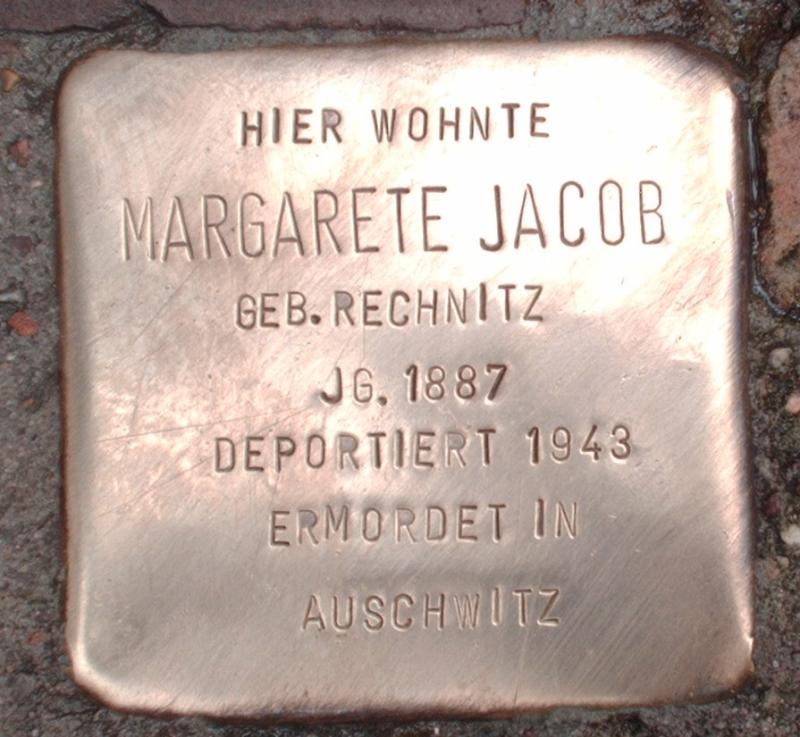 HIER WOHNTE
MARGARETE JACOB
GEB. RECHNITZ
JG. 1887
DEPORTIERT 1943
ERMORDET IN
AUSCHWITZ